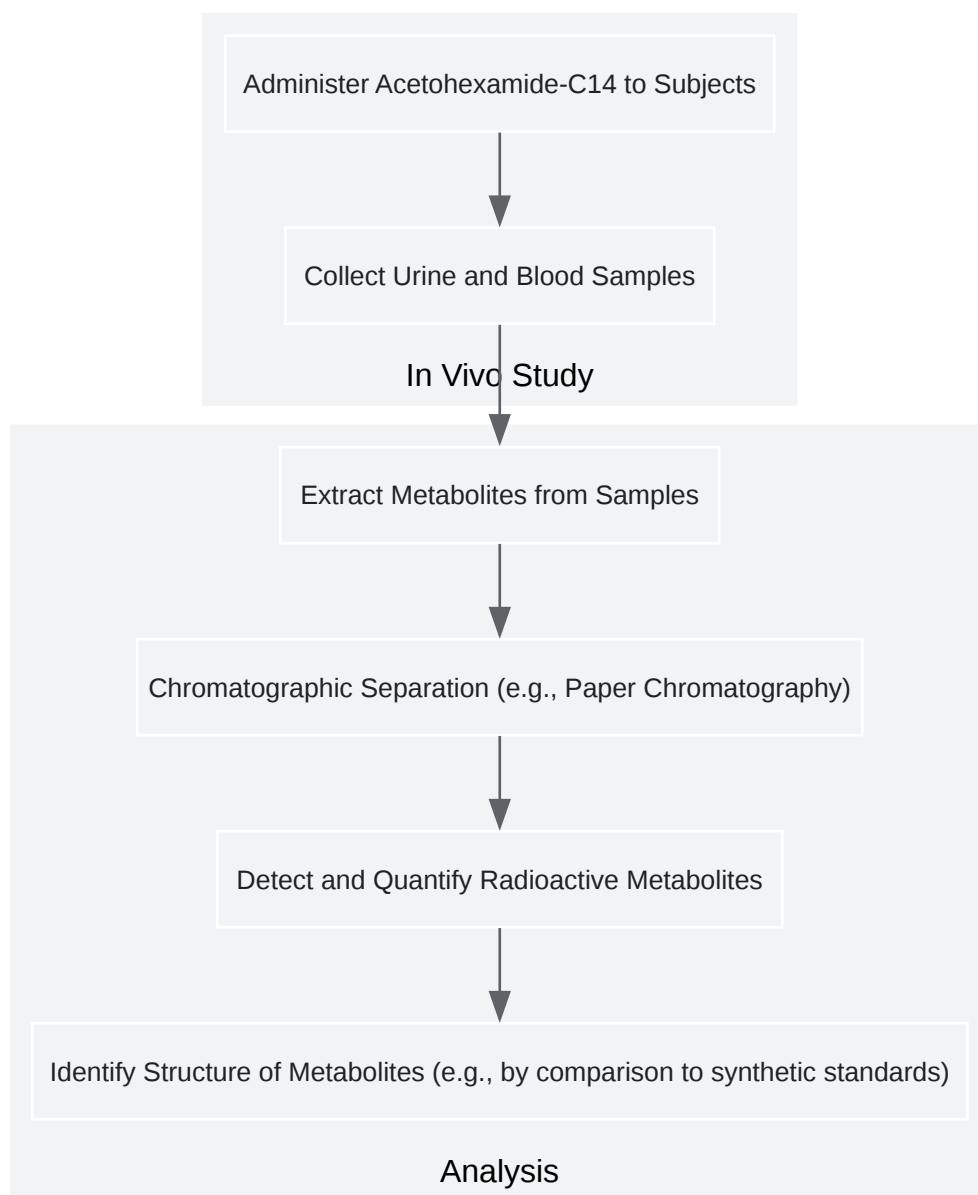 Administer Acetohexamide-C14 to Subjects
Collect Urine and Blood Samples
In Vivo Study
Extract Metabolites from Samples
Chromatographic Separation (e.g., Paper Chromatography)
Detect and Quantify Radioactive Metabolites
Identify Structure of Metabolites (e.g., by comparison to synthetic standards)
Analysis